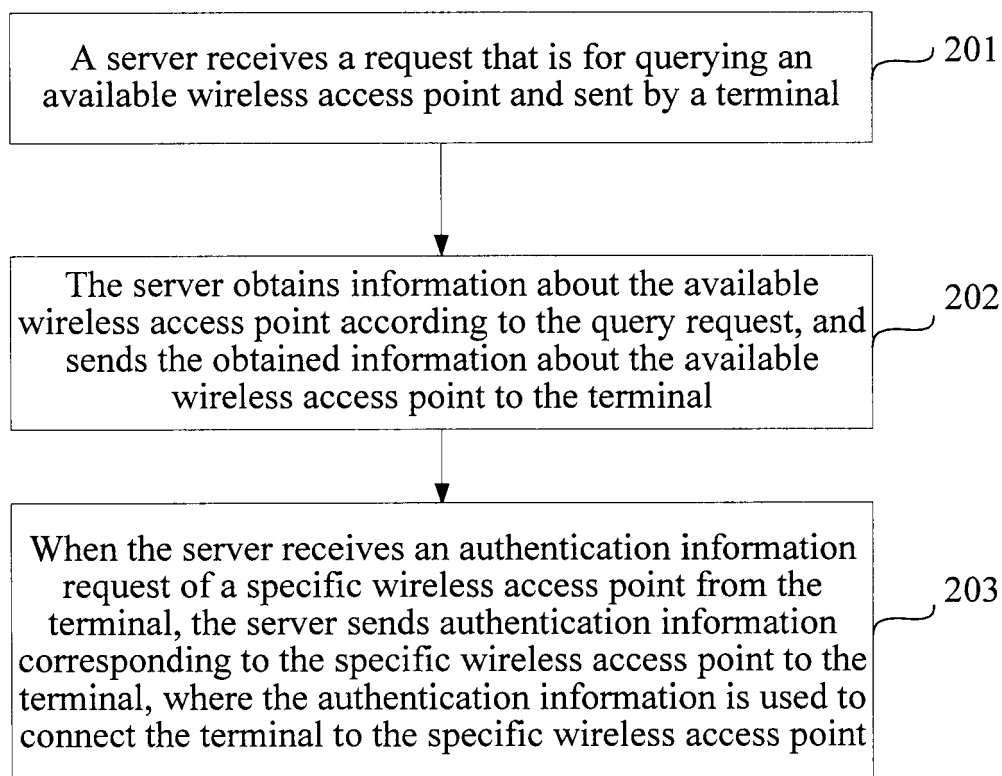 A server receives a request that is for querying an
available wireless access point and sent by a terminal
201
The server obtains information about the available
wireless access point according to the query request, and
sends the obtained information about the available
wireless access point to the terminal
202
When the server receives an authentication information
request of a specific wireless access point from the
terminal, the server sends authentication information
corresponding to the specific wireless access point to the
terminal, where the authentication information is used to
connect the terminal to the specific wireless access point
203